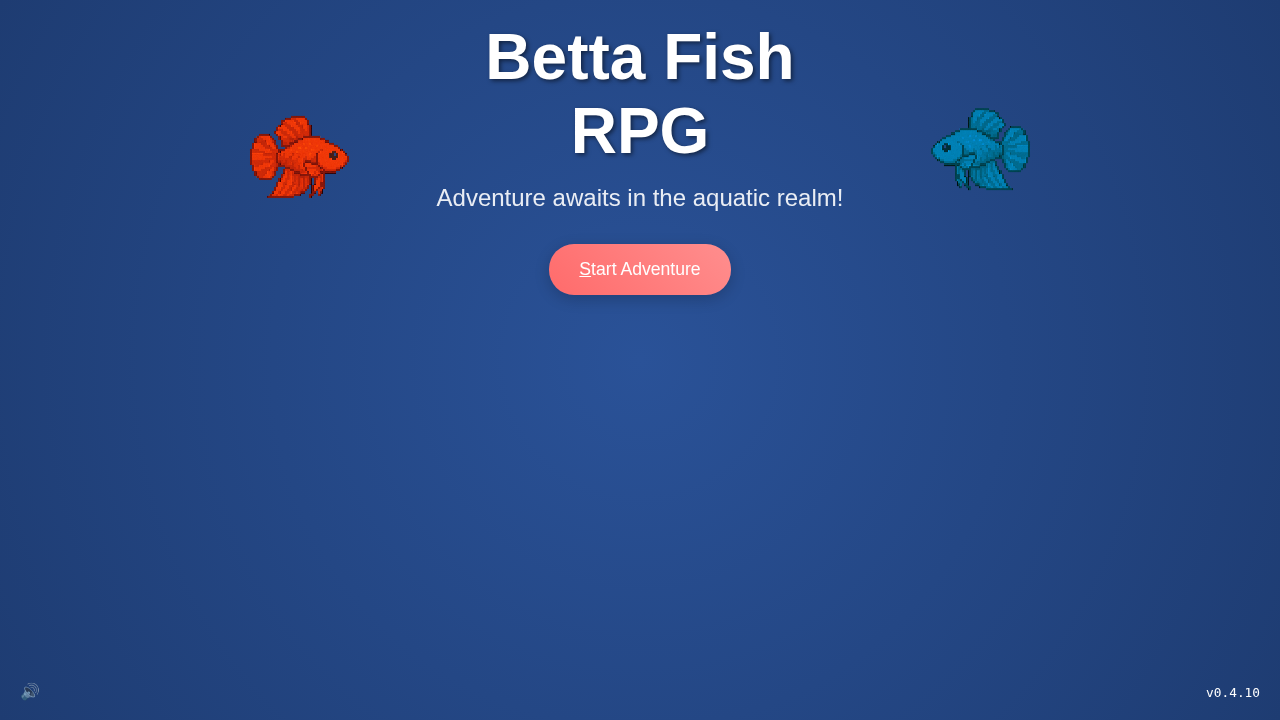 Betta Fish
RPG
Adventure awaits in the aquatic realm!
Start Adventure
v0.4.10